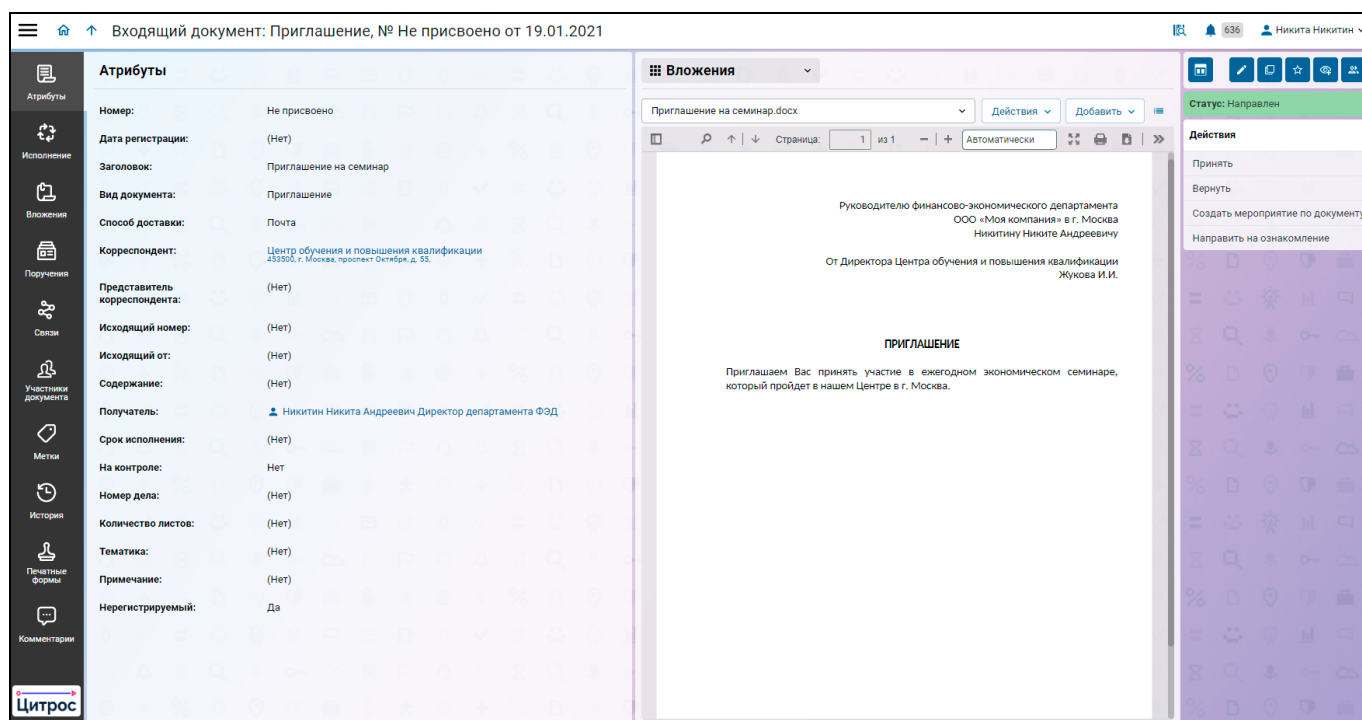 Входящий документ: Приглашение, № Не присвоено от 19.01.2021
636
Никита Никитин
Атрибуты
Исполнение
Вложения
Поручения
Связи
Участники
документа
Метки
История
Печатные
формы
Комментарии
Цитрос
Атрибуты
Номер: Не присвоено
Дата регистрации: (Нет)
Заголовок: Приглашение на семинар
Вид документа: Приглашение
Способ доставки: Почта
Корреспондент: Центр обучения и повышения квалификации
453500, г. Москва, проспект Октября, д. 55,
Представитель
корреспондента: (Нет)
Исходящий номер: (Нет)
Исходящий от: (Нет)
Содержание: (Нет)
Получатель: Никитин Никита Андреевич Директор департамента ФЭД
Срок исполнения: (Нет)
На контроле: Нет
Номер дела: (Нет)
Количество листов: (Нет)
Тематика: (Нет)
Примечание: (Нет)
Нерегистрируемый: Да
Вложения
Приглашение на семинар.docx
Действия
Добавить
Страница: 1 из 1
Автоматически
Руководителю финансово-экономического департамента
ООО «Моя компания» в г. Москва
Никитину Никите Андреевичу
От Директора Центра обучения и повышения квалификации
Жукова И.И.
ПРИГЛАШЕНИЕ
Приглашаем Вас принять участие в ежегодном экономическом семинаре,
который пройдет в нашем Центре в г. Москва.
Статус: Направлен
Действия
Принять
Вернуть
Создать мероприятие по документу
Направить на ознакомление